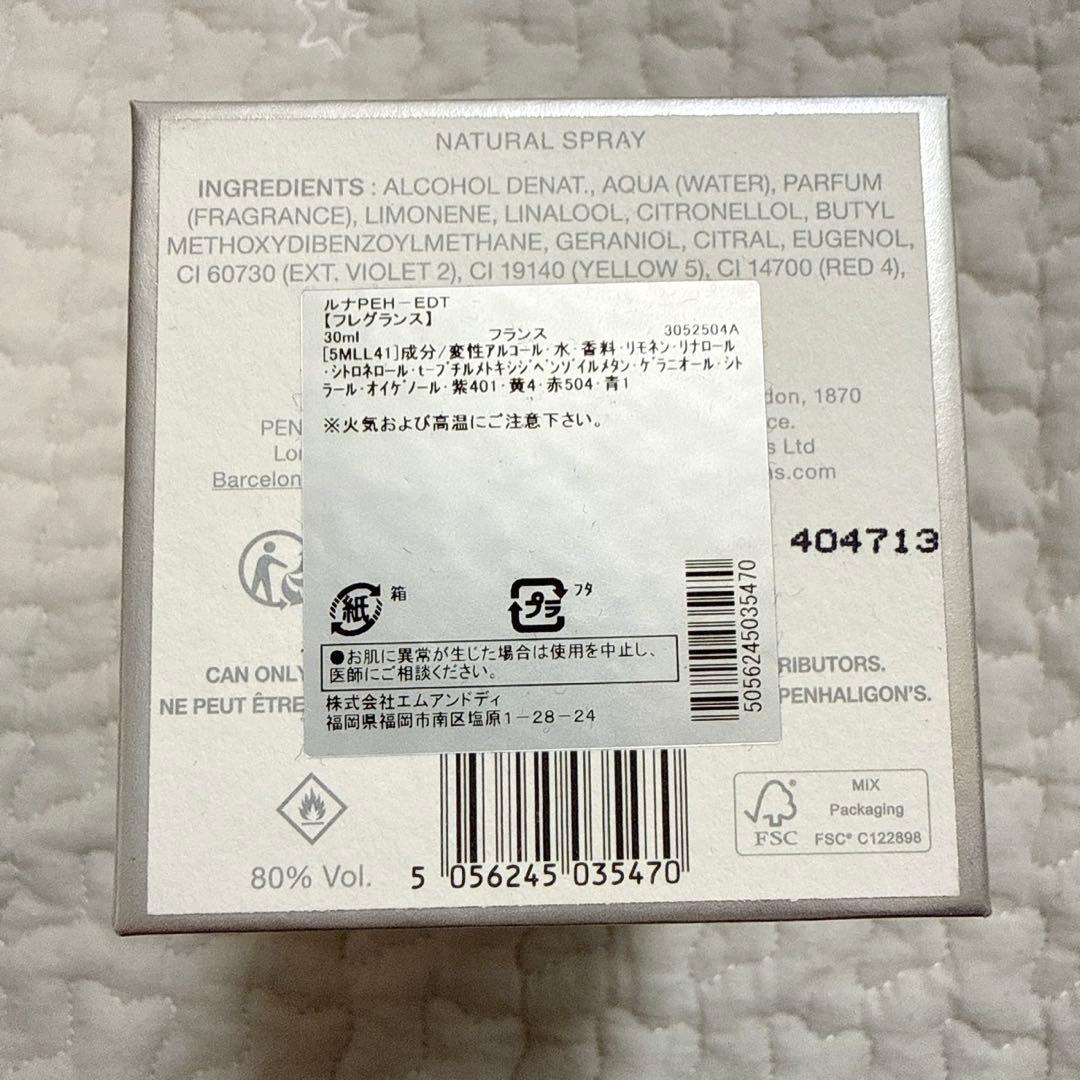 NATURAL SPRAY
INGREDIENTS : ALCOHOL DENAT., AQUA (WATER), PARFUM
(FRAGRANCE), LIMONENE, LINALOOL, CITRONELLOL, BUTYL
METHOXYDIBENZOYLMETHANE, GERANIOL, CITRAL, EUGENOL,
CI 60730 (EXT. VIOLET 2), CI 19140 (YELLOW 5), CI 14700 (RED 4),
ルナPEH-EDT
【フレグランス】
30ml フランス 3052504A
[5MLL41]成分/変性アルコール・水・香料・リモネン・リナロール
・シトロネロール・t-ブチルメトキシジベンゾイルメタン・ゲラニオール・シト
ラール・オイゲノール・紫401・黄4・赤504・青1
※火気および高温にご注意下さい。
don, 1870
PEN ce.
Lon s Ltd
Barcelon s.com
404713
紙 箱
プラ フタ
5056245035470
●お肌に異常が生じた場合は使用を中止し、
医師にご相談ください。
株式会社エムアンドディ
福岡県福岡市南区塩原1-28-24
CAN ONLY RIBUTORS.
NE PEUT ÊTRE PENHALIGON'S.
80% Vol.
5 056245 035470
MIX
Packaging
FSC FSC® C122898